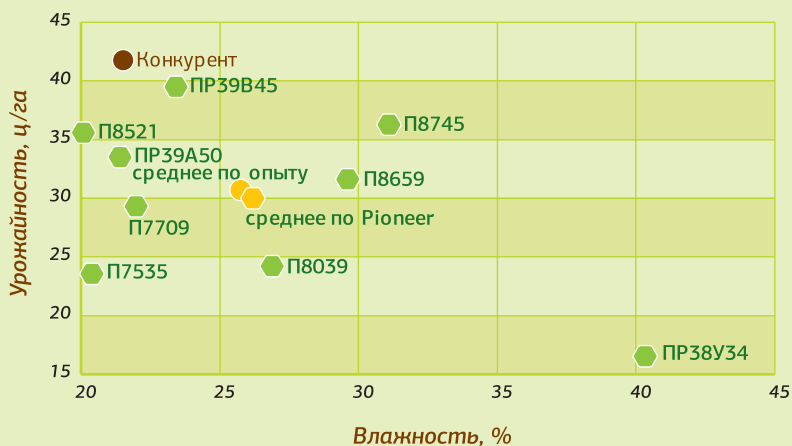 45
Конкурент
40
ПР39В45
35
П8521
П8745
ПР39А50
среднее по опыту
П8659
30
среднее по Pioneer
П7709
25
П7535
П8039
20
ПР38У34
15
20 25 30 35 40 45
Урожайность, ц/га
Влажность, %